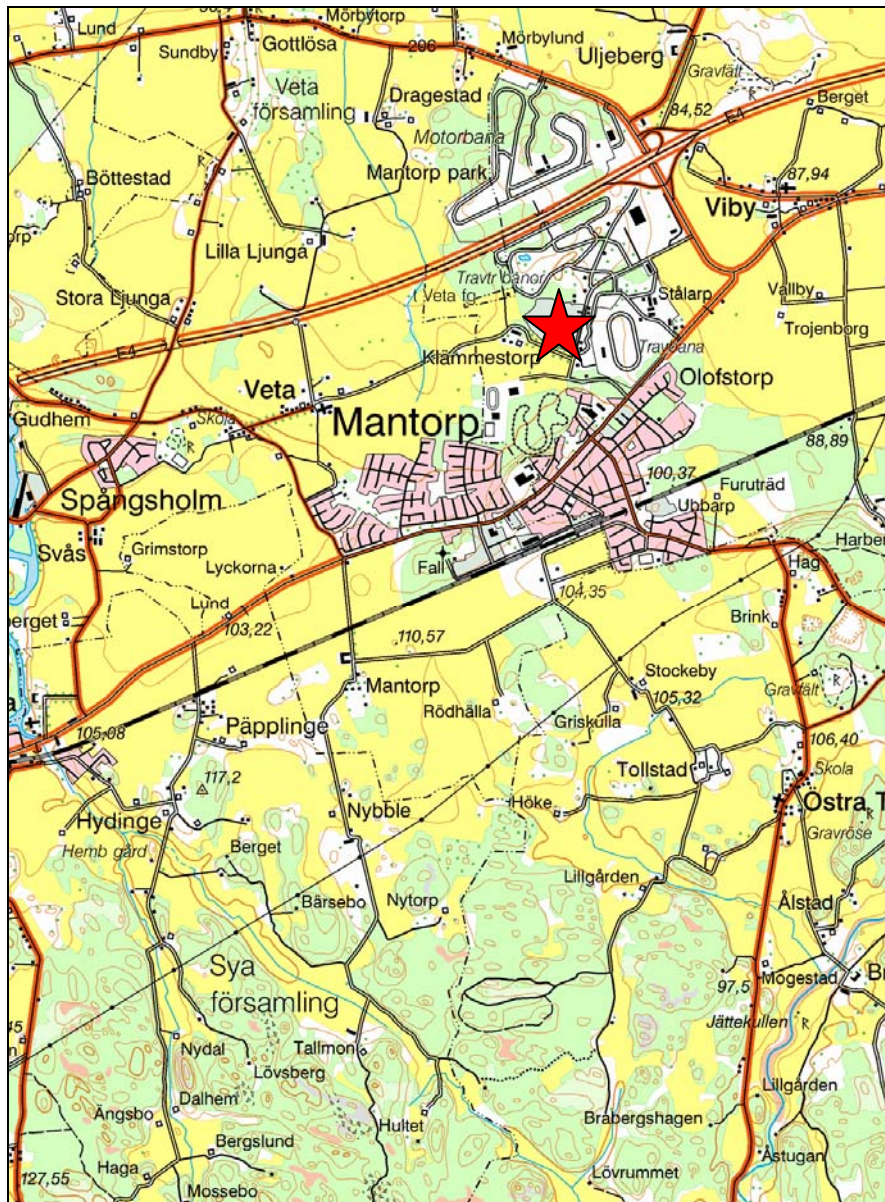 Lund
Mörbytorp
Sundby
Gottlösa
206
Mörbylund
Uljeberg
Gravfält
R
Veta
församling
Dragestad
84,52
E4
Berget
Motorbana
Mantorp park
87,94
Böttestad
R
Viby
Lilla Ljunga
Travtr banor
Stora Ljunga
t Veta fg
Stålarp
Vallby
Trojenborg
E4
Klämmestorp
Travbana
Veta
Olofstorp
Gudhem
Skola
Mantorp
R
88,89
100,37
Spångsholm
Furuträd
Ubbarp
Svås
Grimstorp
Lyckorna
Fall
Harber
Hag
Lund
104,35
berget
103,22
Brink
110,57
Stockeby
Gravfält
R
a
Mantorp
Rödhälla
105,32
Päpplinge
Griskulla
105,08
106,40
117,2
Tollstad
Skola
Hydinge
Nybble
Höke
Östra T
R
Gravröse
Hemb gård
Berget
Lillgården
Bärsebo
Nytorp
Ålstad
Sya
församling
Mogestad
Br
97,5
Jättekullen
R
45
Nydal
Tallmon
n
Lövsberg
Dalhem
Lillgården
Ängsbo
Hultet
Brabergshagen
Bergslund
Åstugan
Haga
127,55
Mossebo
Lövrummet